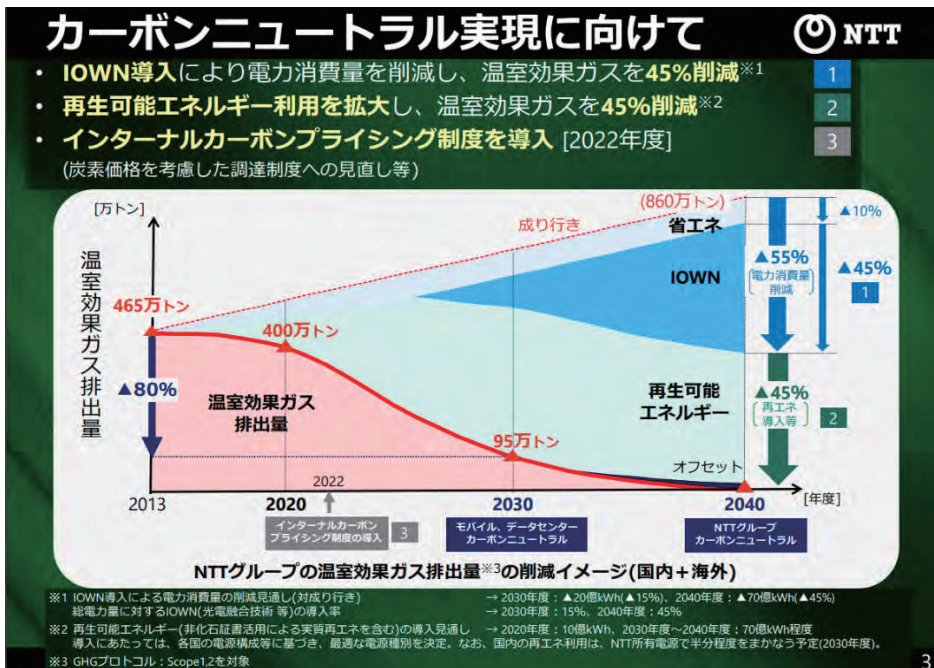 カーボンニュートラル実現に向けて
NTT
・ IOWN導入により電力消費量を削減し、温室効果ガスを45%削減※1
1
・ 再生可能エネルギー利用を拡大し、温室効果ガスを45%削減※2
2
・ インターナルカーボンプライシング制度を導入 [2022年度]
3
(炭素価格を考慮した調達制度への見直し等)
[万トン]
温室効果ガス排出量
(860万トン)
成り行き
省エネ
▲10%
IOWN
▲55%
(電力消費量
削減)
▲45%
1
465万トン
400万トン
▲80%
温室効果ガス
排出量
再生可能
エネルギー
▲45%
(再エネ
導入等)
2
95万トン
オフセット
2013
2020
2022
2030
2040
[年度]
インターナルカーボン
プライシング制度の導入
3
モバイル、データセンター
カーボンニュートラル
NTTグループ
カーボンニュートラル
NTTグループの温室効果ガス排出量※3の削減イメージ(国内+海外)
※1 IOWN導入による電力消費量の削減見通し(対成り行き) → 2030年度：▲20億kWh(▲15%)、2040年度：▲70億kWh(▲45%)
総電力量に対するIOWN(光電融合技術 等)の導入率 → 2030年度：15%、2040年度：45%
※2 再生可能エネルギー(非化石証書活用による実質再エネを含む)の導入見通し → 2020年度：10億kWh、2030年度～2040年度：70億kWh程度
導入にあたっては、各国の電源構成等に基づき、最適な電源種別を決定。なお、国内の再エネ利用は、NTT所有電源で半分程度をまかなう予定(2030年度)。
※3 GHGプロトコル：Scope1,2を対象
3